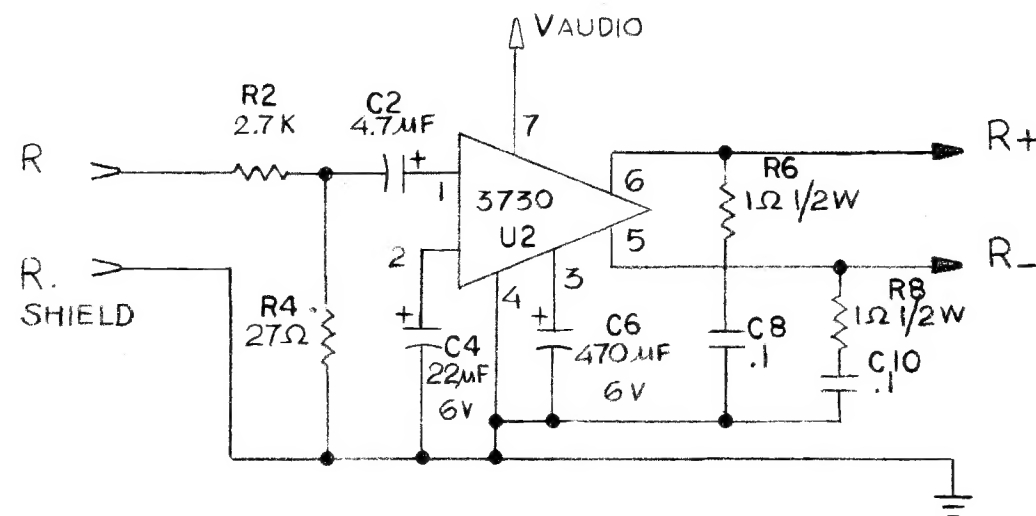 VAUDIO
R2
2.7K
C2
4.7µF
7
R
+
1
3730
U2
6
R6
1Ω 1/2W
R+
5
R-
R.
SHIELD
2
R4
27Ω
+
C4
22µF
6V
4
3
+
C6
470µF
6V
C8
.1
R8
1Ω 1/2W
C10
.1